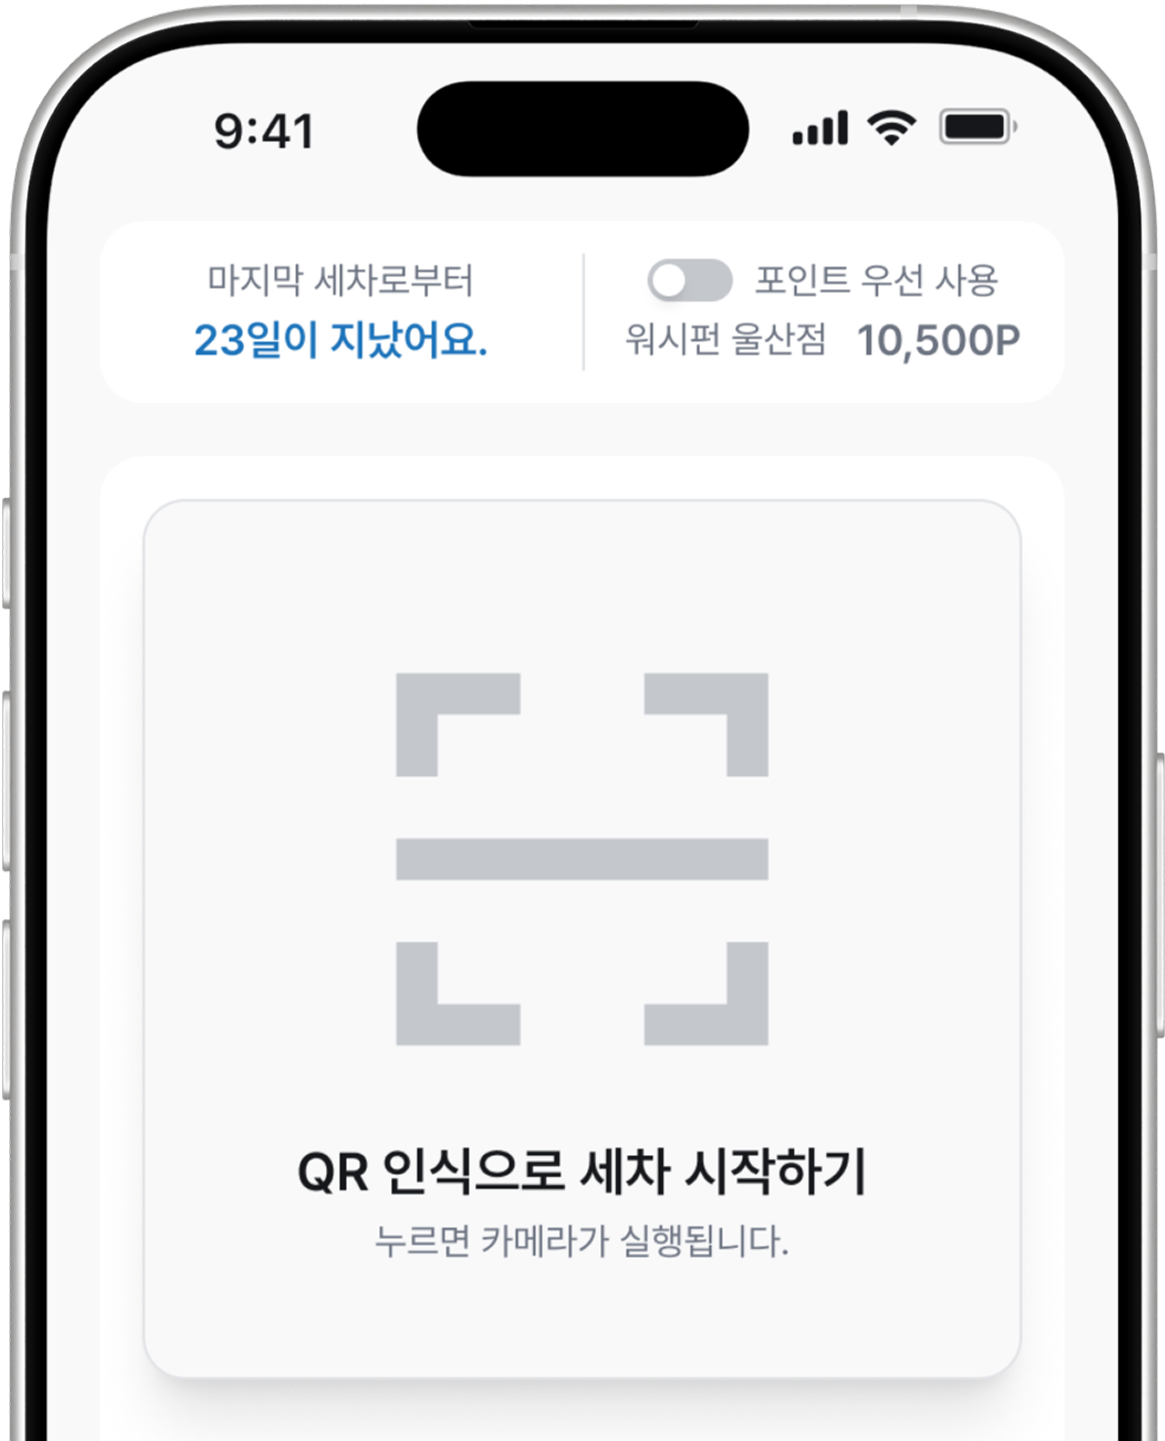 9:41
마지막 세차로부터
23일이 지났어요.
포인트 우선 사용
워시펀 울산점 10,500P
QR 인식으로 세차 시작하기
누르면 카메라가 실행됩니다.